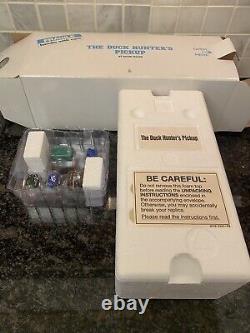 THE DUCK HUNTER'S
PICKUP
The Duck Hunter's Pickup
BE CAREFUL:
Do not remove this foam top
before reading the UNPACKING
INSTRUCTIONS enclosed in
the accompanying envelope.
Otherwise, you may accidentally
break your replica.
Please read the instructions first.